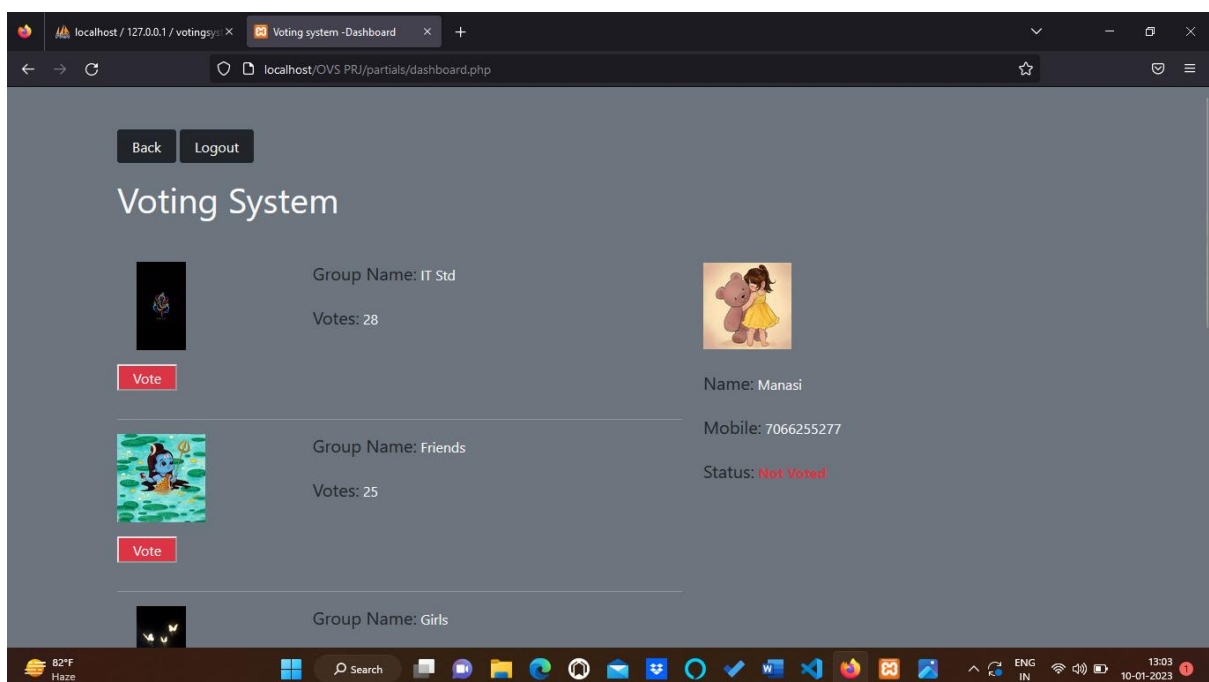 localhost / 127.0.0.1 / votingsyst
Voting system -Dashboard
localhost/OVS PRJ/partials/dashboard.php
Back
Logout
Voting System
Group Name: IT Std
Votes: 28
Vote
Group Name: Friends
Votes: 25
Vote
Group Name: Girls
Name: Manasi
Mobile: 7066255277
Status: Not Voted
82°F
Haze
Search
ENG
IN
13:03
10-01-2023
1